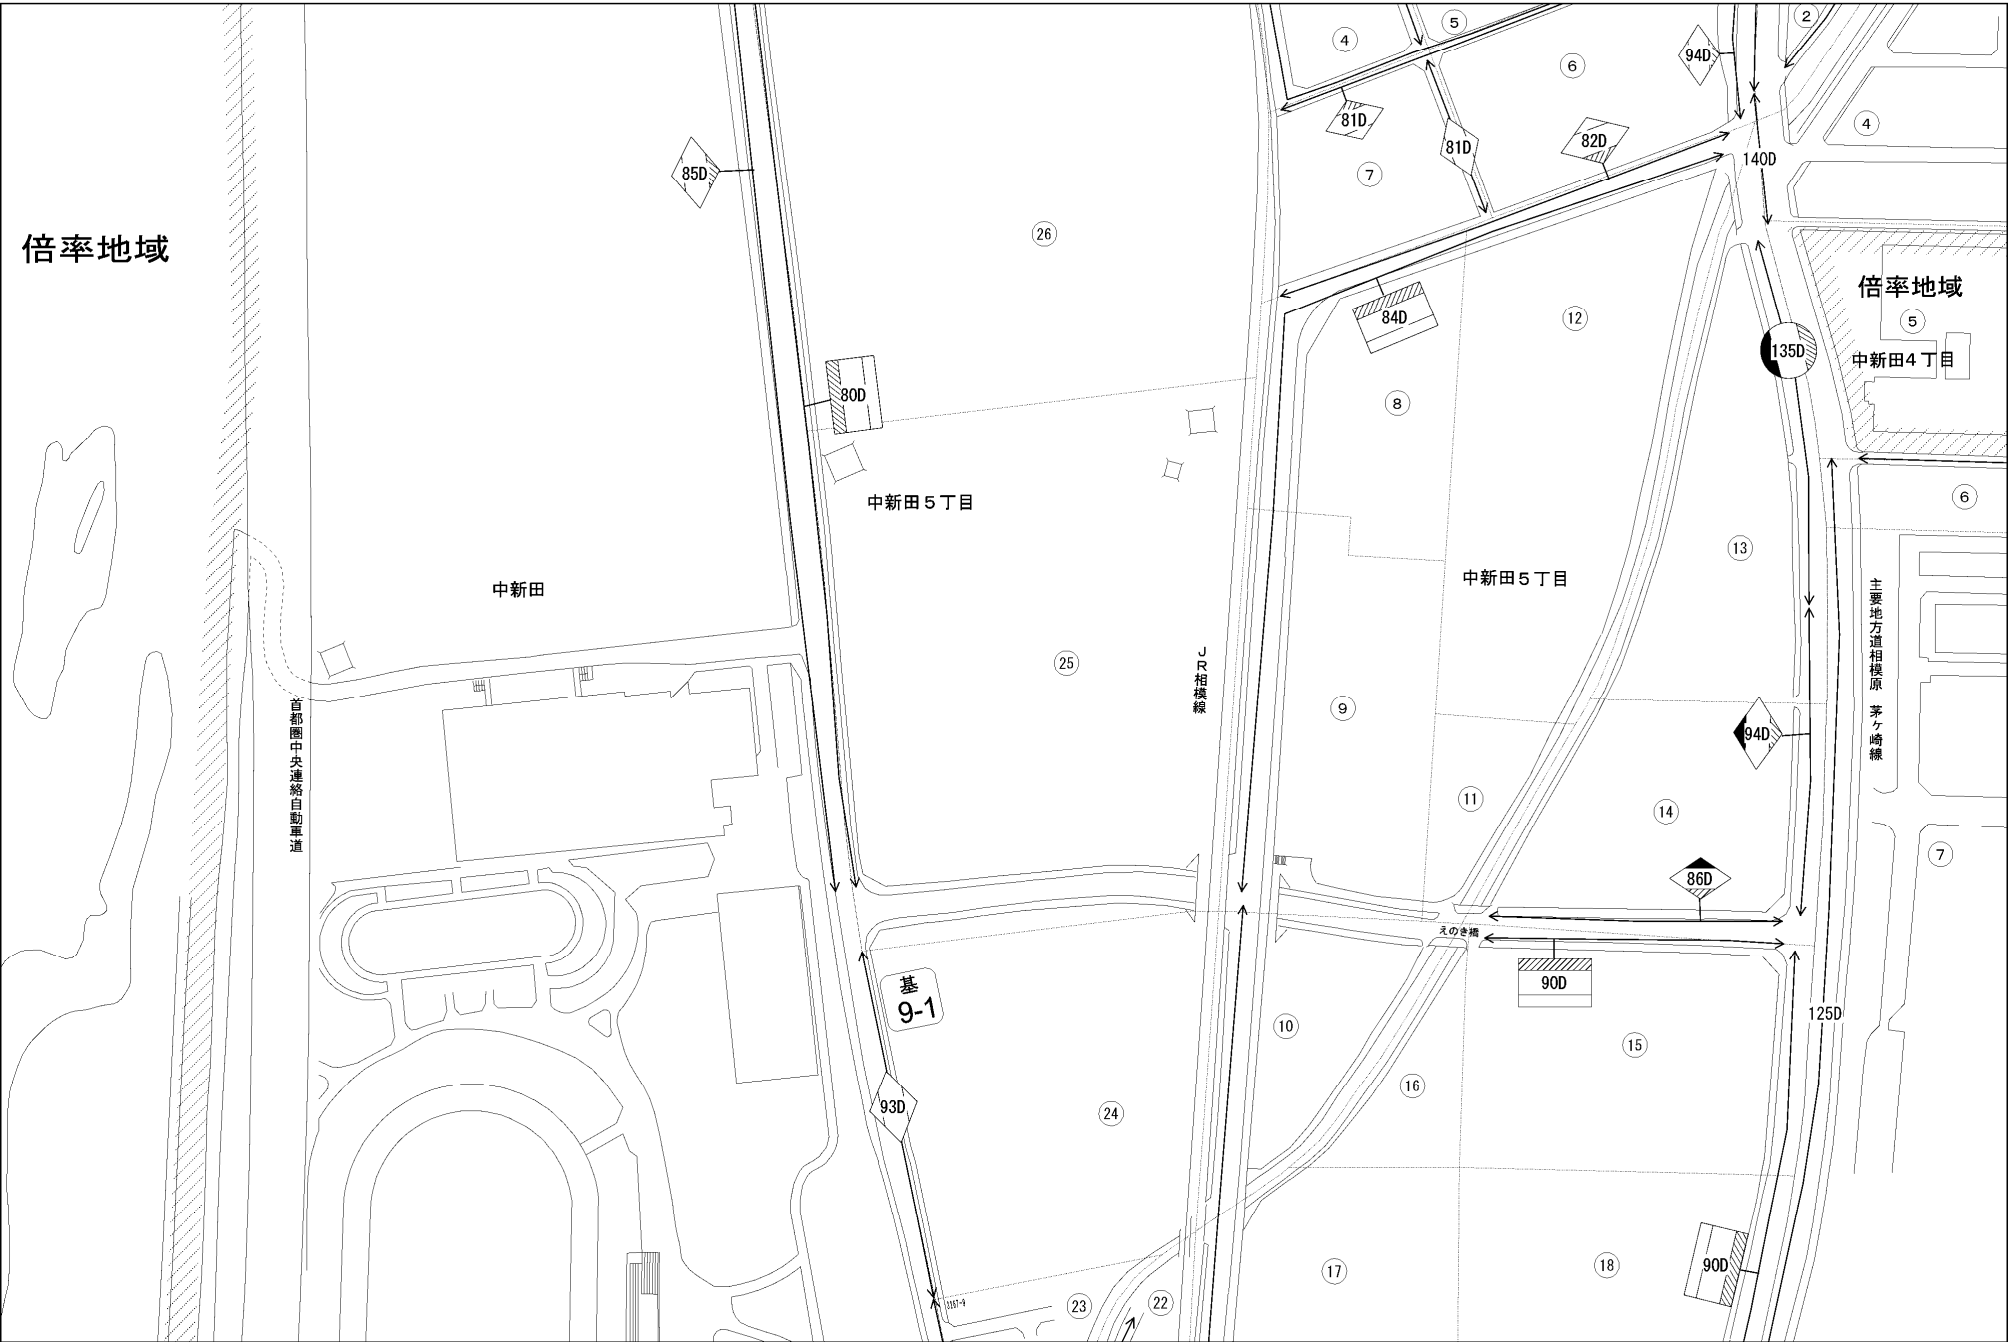 ⑤
②
④
94D
⑥
81D
④
82D
81D
140D
85D
⑦
㉖
倍率地域
倍率地域
84D
⑫
⑤
135D
中新田4丁目
80D
⑧
中新田5丁目
⑥
⑬
中新田5丁目
中新田
主要地方道相模原 茅ヶ崎線
㉕
JR相模線
⑨
94D
首都圏中央連絡自動車道
⑪
⑭
⑦
86D
えのき橋
基
9-1
90D
125D
⑩
⑮
⑯
93D
㉔
90D
⑰
⑱
㉓
㉒
3167-9